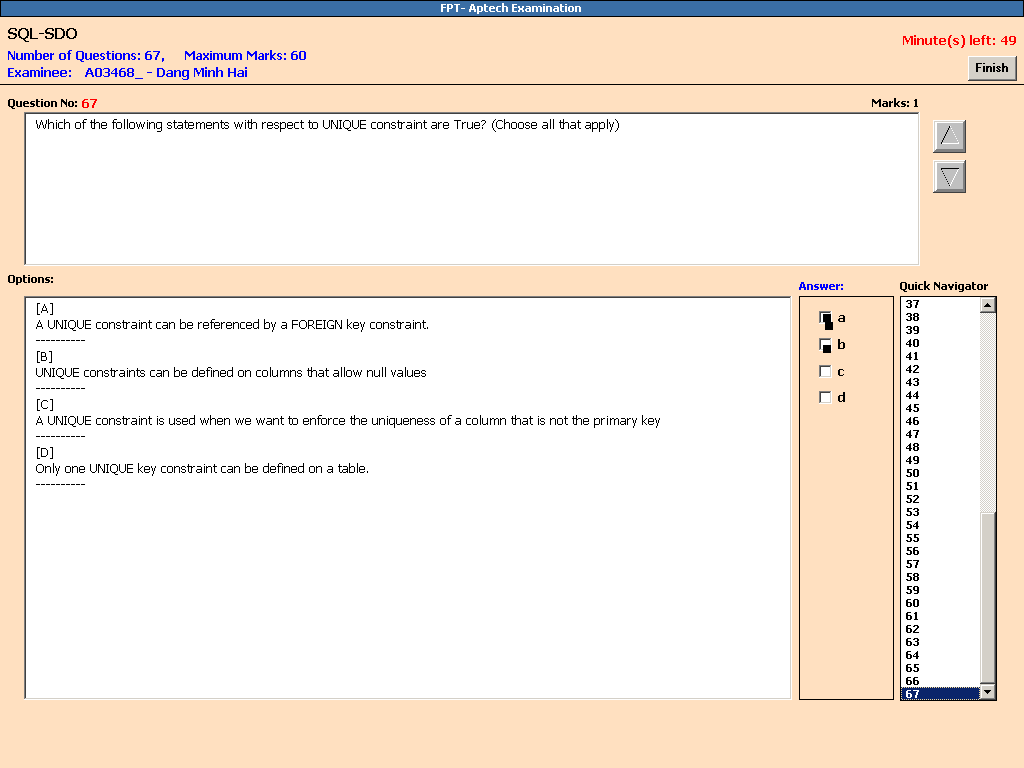 FPT- Aptech Examination
SQL-SDO
Minute(s) left: 49
Number of Questions: 67, Maximum Marks: 60
Examinee: A03468_ - Dang Minh Hai
Finish
Question No: 67
Marks: 1
Which of the following statements with respect to UNIQUE constraint are True? (Choose all that apply)
Options:
[A]
A UNIQUE constraint can be referenced by a FOREIGN key constraint.
----------
[B]
UNIQUE constraints can be defined on columns that allow null values
----------
[C]
A UNIQUE constraint is used when we want to enforce the uniqueness of a column that is not the primary key
----------
[D]
Only one UNIQUE key constraint can be defined on a table.
----------
Answer:
a
b
c
d
Quick Navigator
37
38
39
40
41
42
43
44
45
46
47
48
49
50
51
52
53
54
55
56
57
58
59
60
61
62
63
64
65
66
67